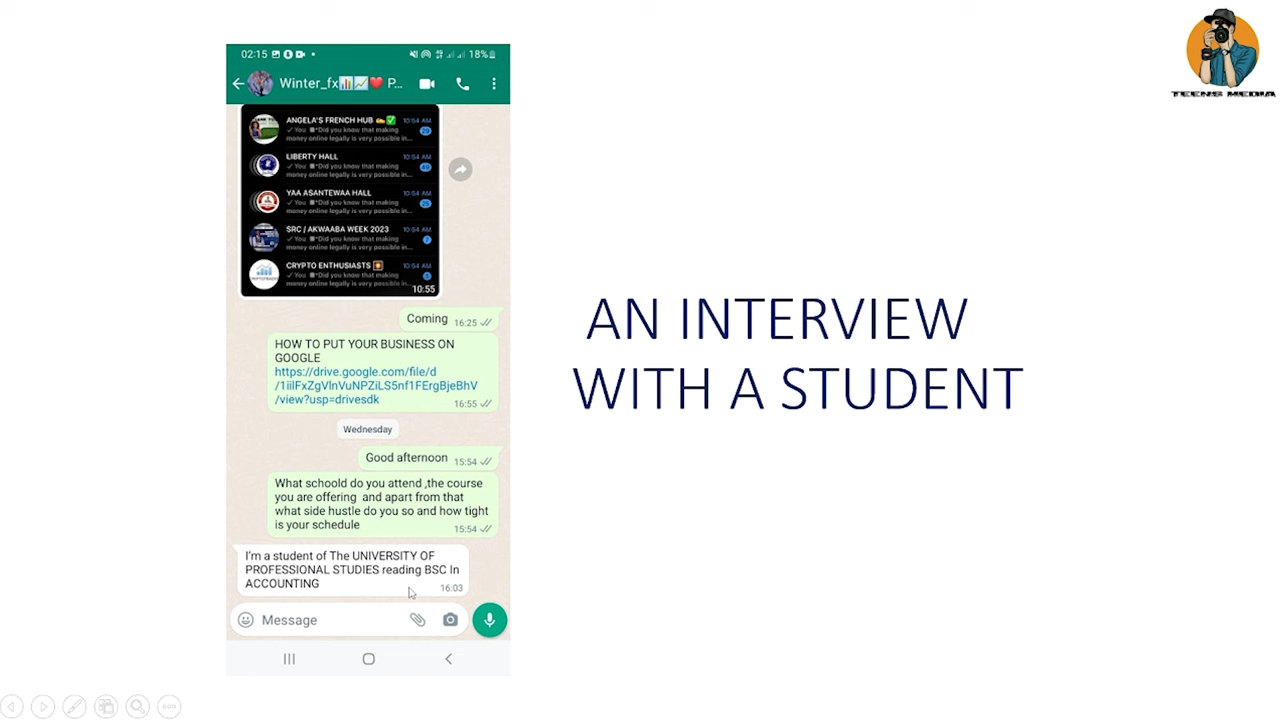 02:15
18%
Winter_fx📊📈❤️ P...
ANGELA'S FRENCH HUB ✍️✅ 10:54 AM
✓ You: *Did you know that making 29
money online legally is very possible in...
LIBERTY HALL 10:54 AM
✓ You: *Did you know that making 49
money online legally is very possible in...
YAA ASANTEWAA HALL 10:54 AM
✓ You: *Did you know that making
money online legally is very possible in...
SRC / AKWAABA WEEK 2023 10:54 AM
✓ You: *Did you know that making 7
money online legally is very possible in...
CRYPTO ENTHUSIASTS 10:54 AM
✓ You: *Did you know that making 1
money online legally is very possible in...
10:55
Coming 16:25
HOW TO PUT YOUR BUSINESS ON
GOOGLE
https://drive.google.com/file/d
/1iilFxZgVlnVuNPZiLS5nf1FErgBjeBhV
/view?usp=drivesdk
16:55
Wednesday
Good afternoon 15:54
What schoold do you attend ,the course
you are offering and apart from that
what side hustle do you so and how tight
is your schedule
15:54
I'm a student of The UNIVERSITY OF
PROFESSIONAL STUDIES reading BSC In
ACCOUNTING
16:03
Message
AN INTERVIEW
WITH A STUDENT
TEENS MEDIA